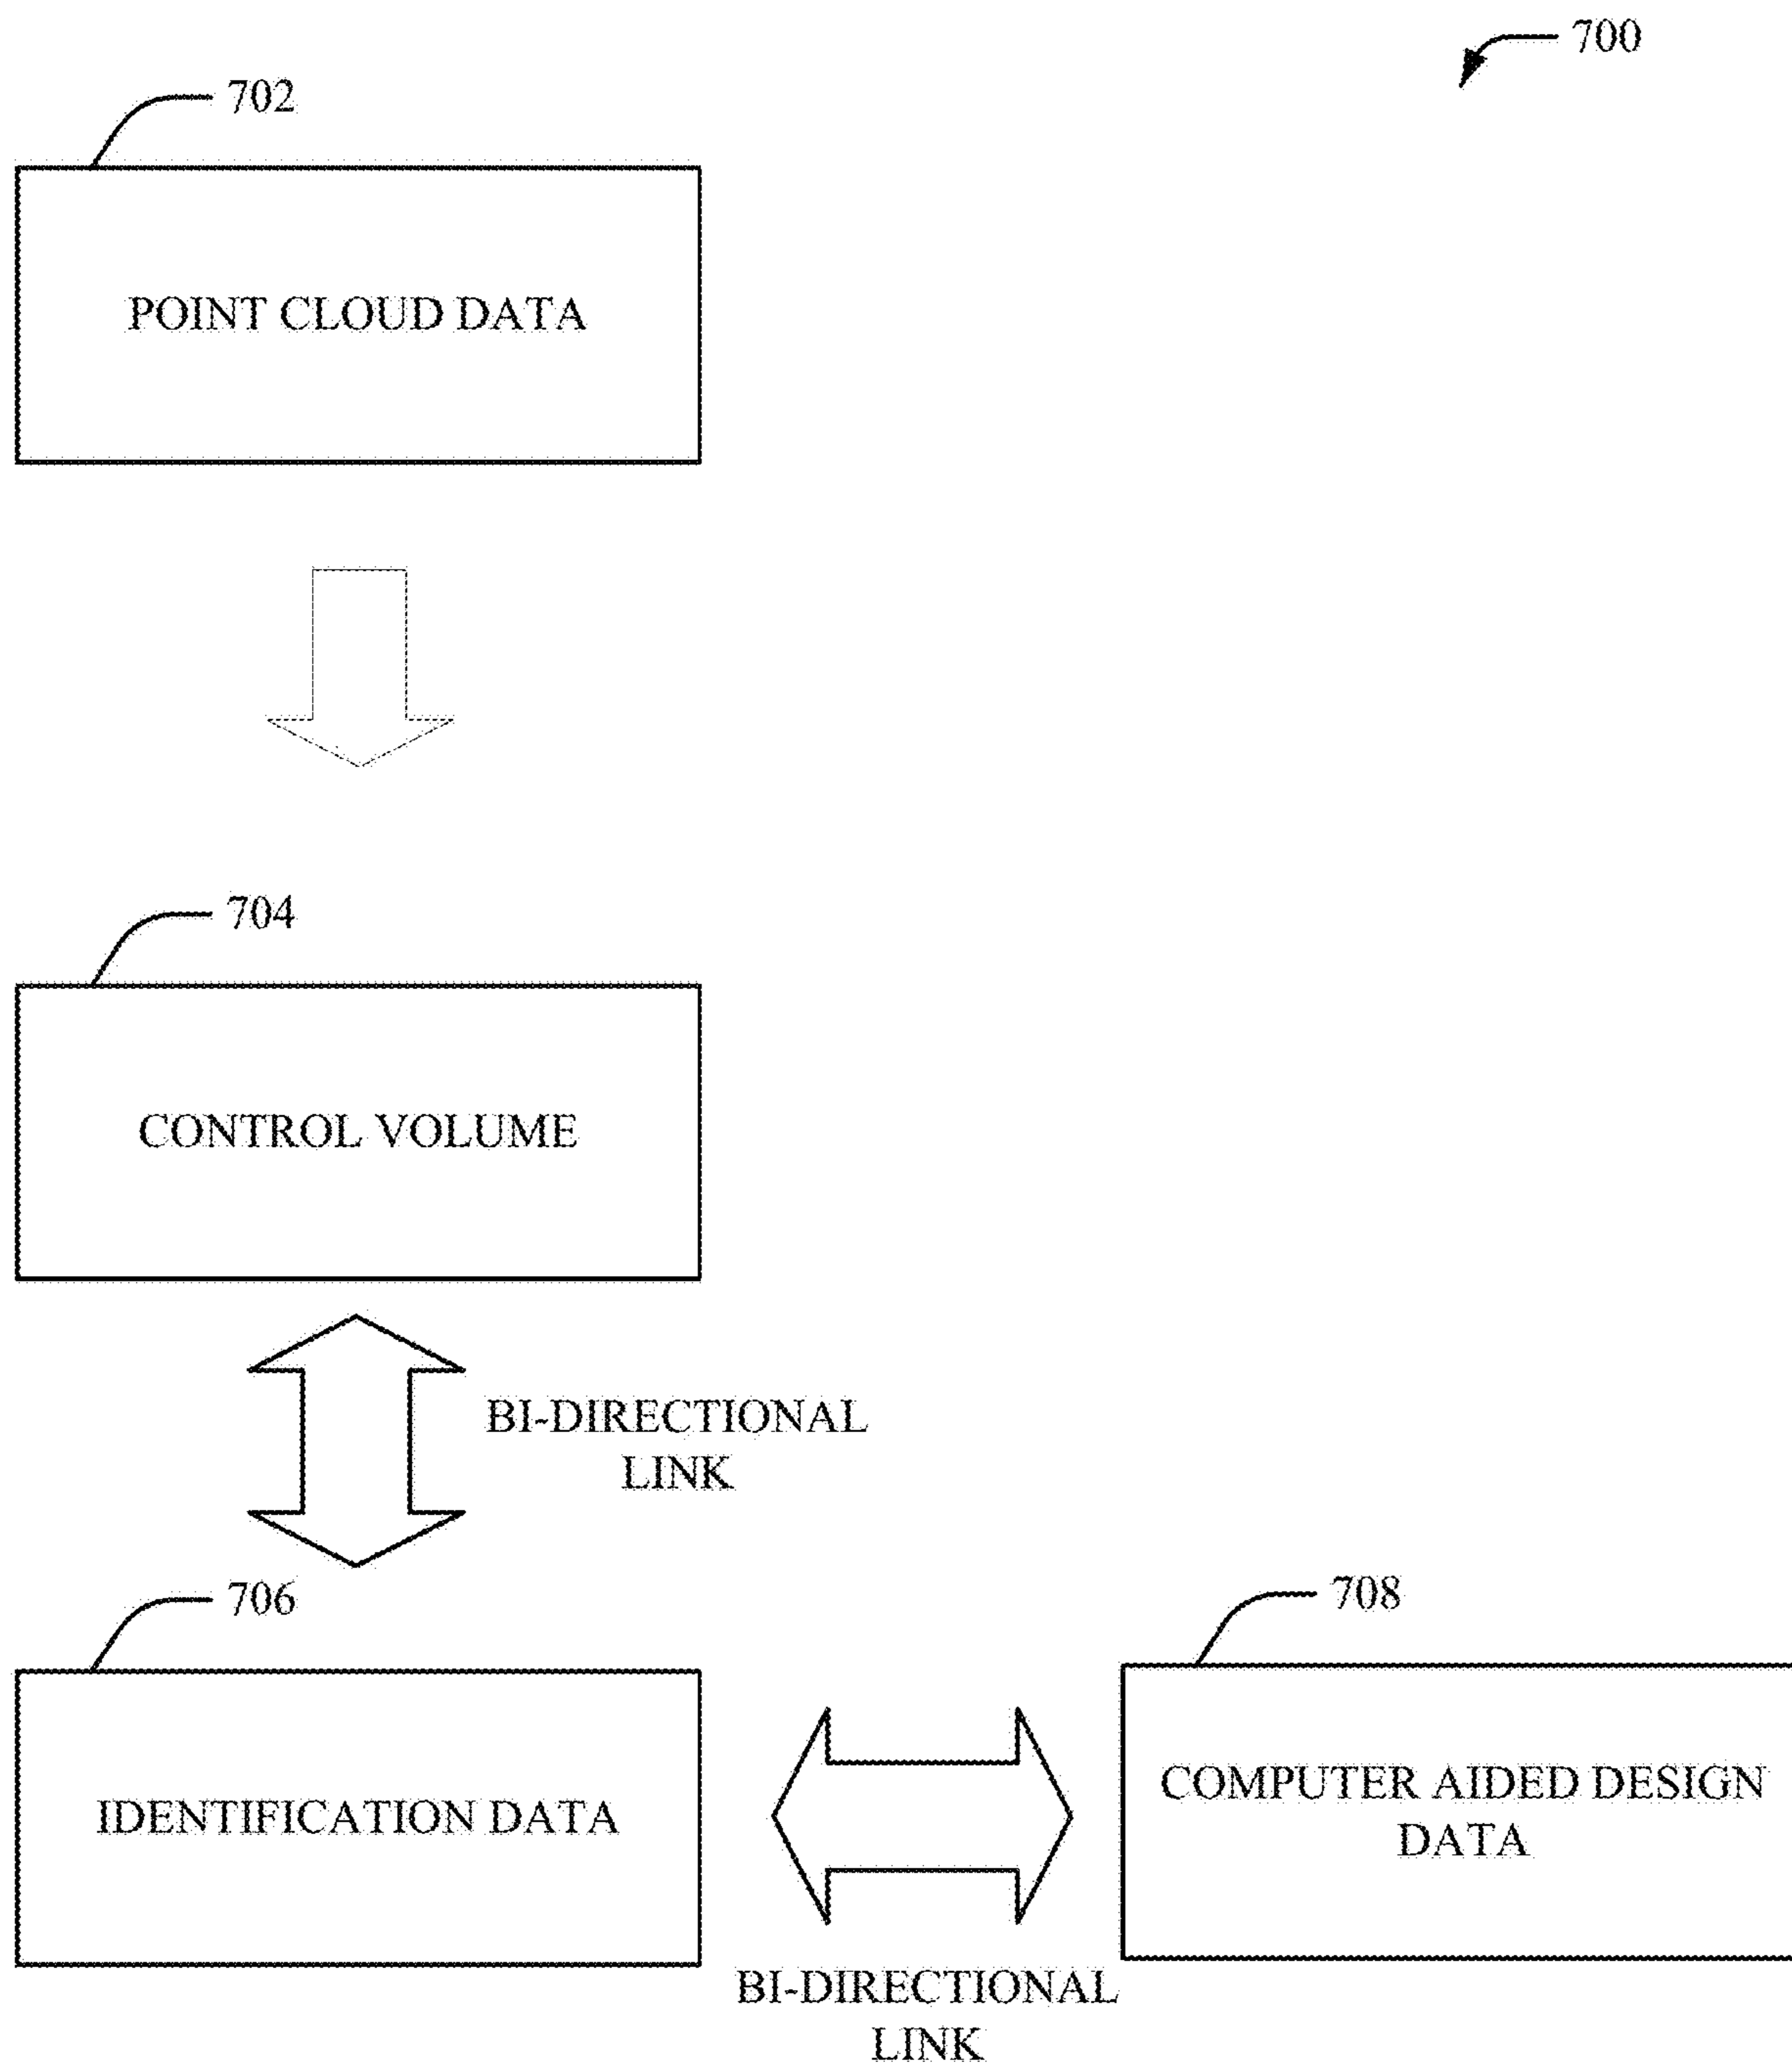 700
702
POINT CLOUD DATA
704
CONTROL VOLUME
BI-DIRECTIONAL
LINK
706
708
IDENTIFICATION DATA
COMPUTER AIDED DESIGN
DATA
BI-DIRECTIONAL
LINK